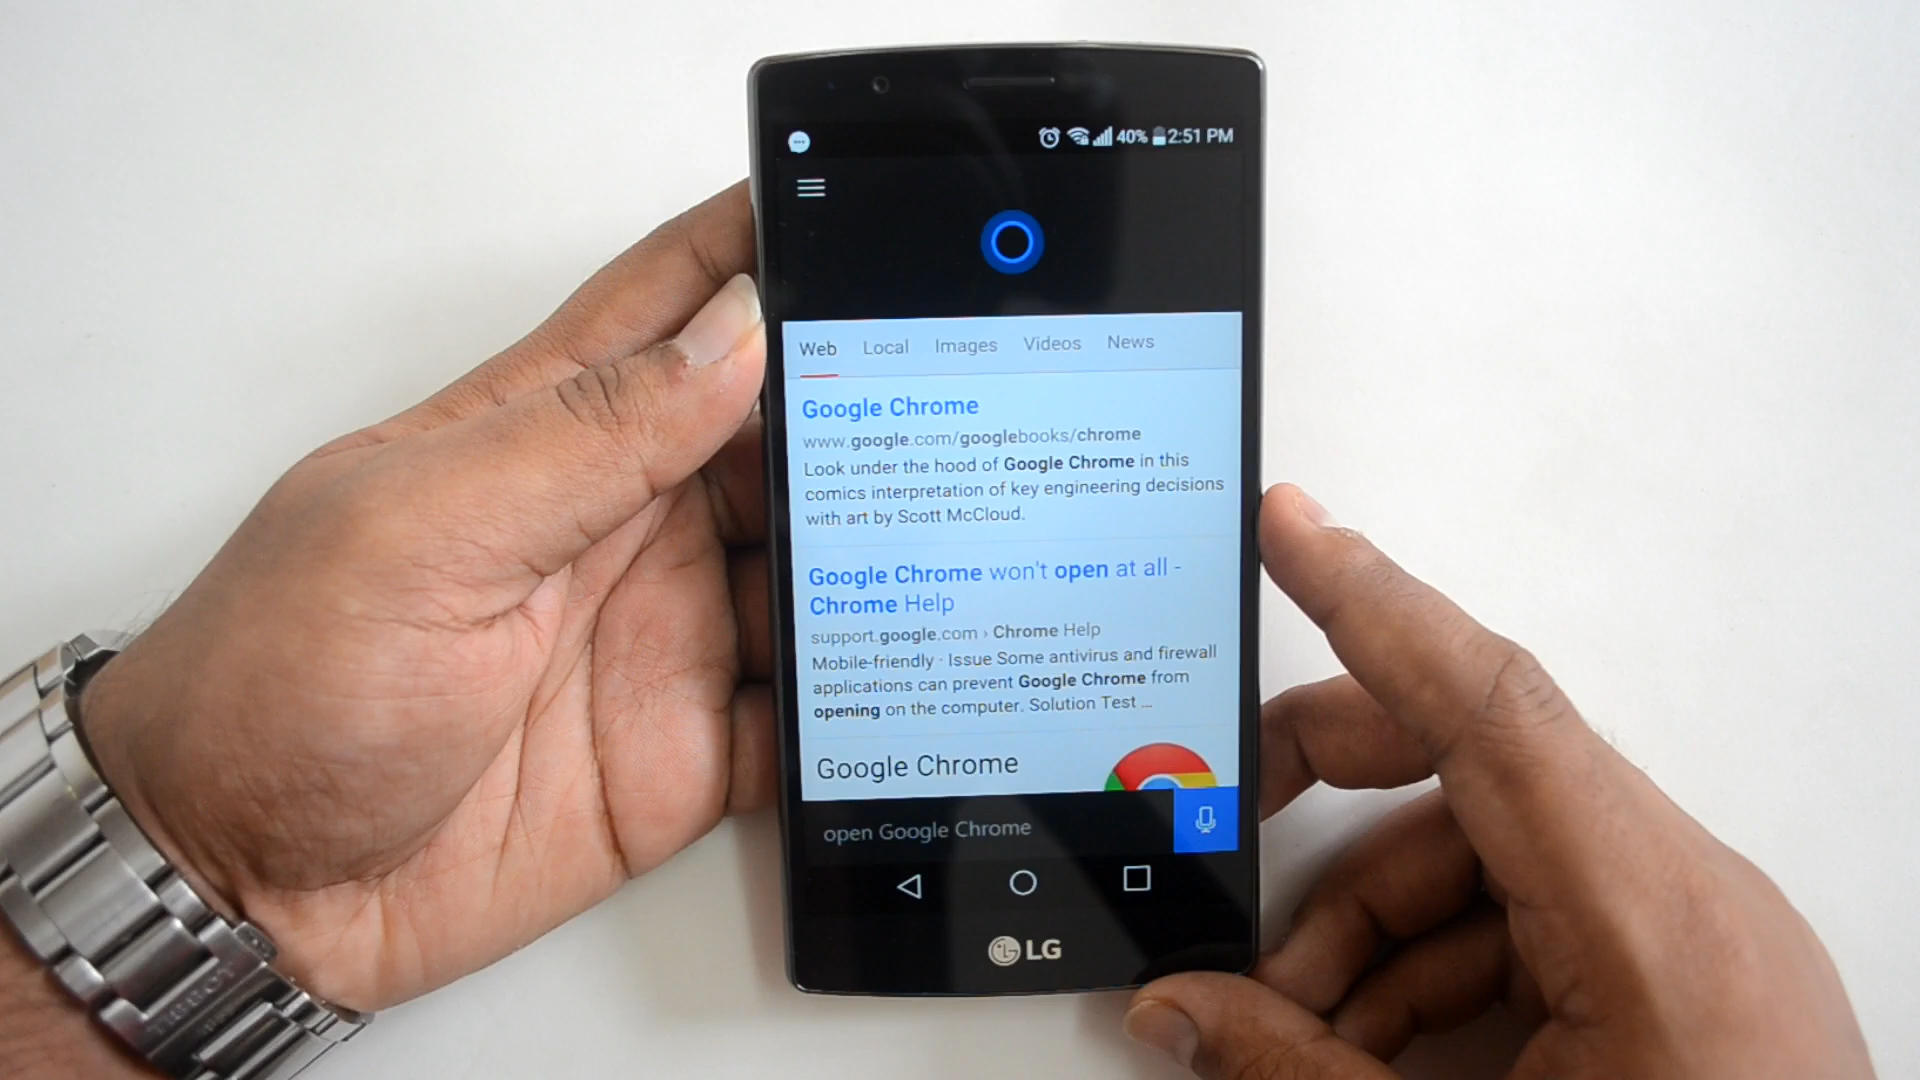 40% 2:51 PM
Web Local Images Videos News
Google Chrome
www.google.com/googlebooks/chrome
Look under the hood of Google Chrome in this
comics interpretation of key engineering decisions
with art by Scott McCloud.
Google Chrome won't open at all -
Chrome Help
support.google.com › Chrome Help
Mobile-friendly · Issue Some antivirus and firewall
applications can prevent Google Chrome from
opening on the computer. Solution Test ...
Google Chrome
open Google Chrome
LG
TISSOT